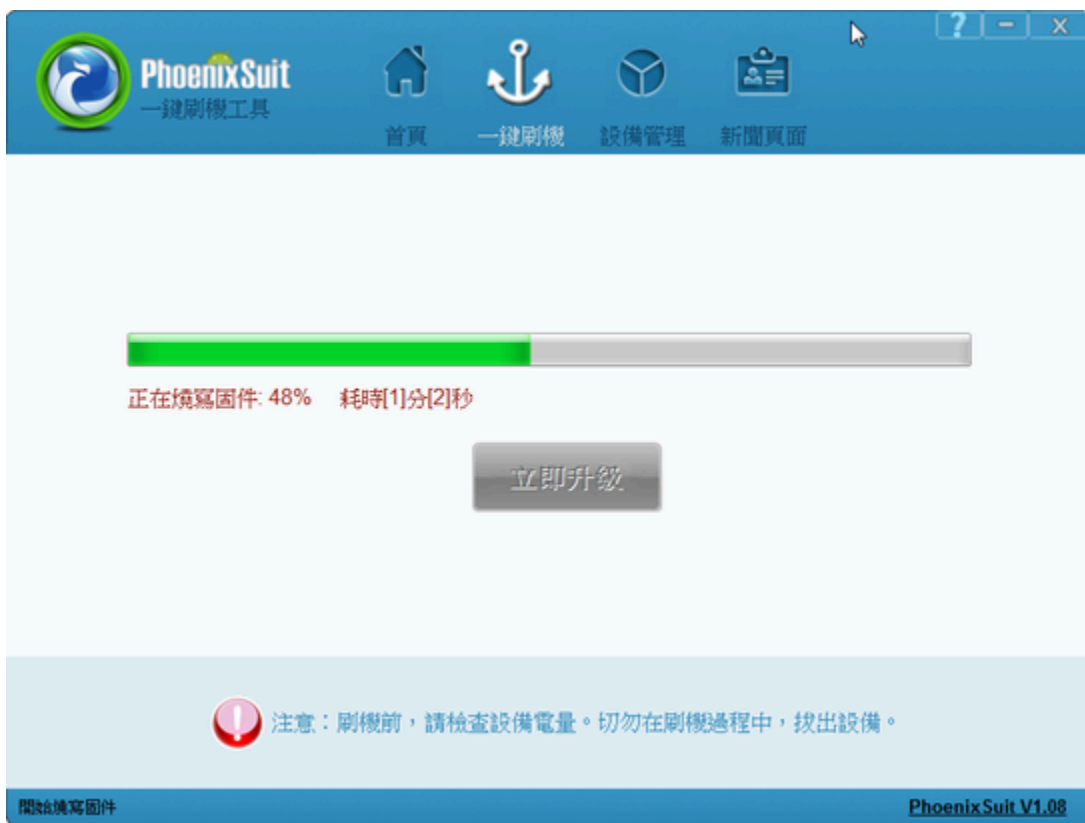 PhoenixSuit
一鍵刷機工具
首頁 一鍵刷機 設備管理 新聞頁面
正在燒寫固件: 48% 耗時[1]分[2]秒
立即升級
注意：刷機前，請檢查設備電量。切勿在刷機過程中，拔出設備。
開始燒寫固件 PhoenixSuit V1.08